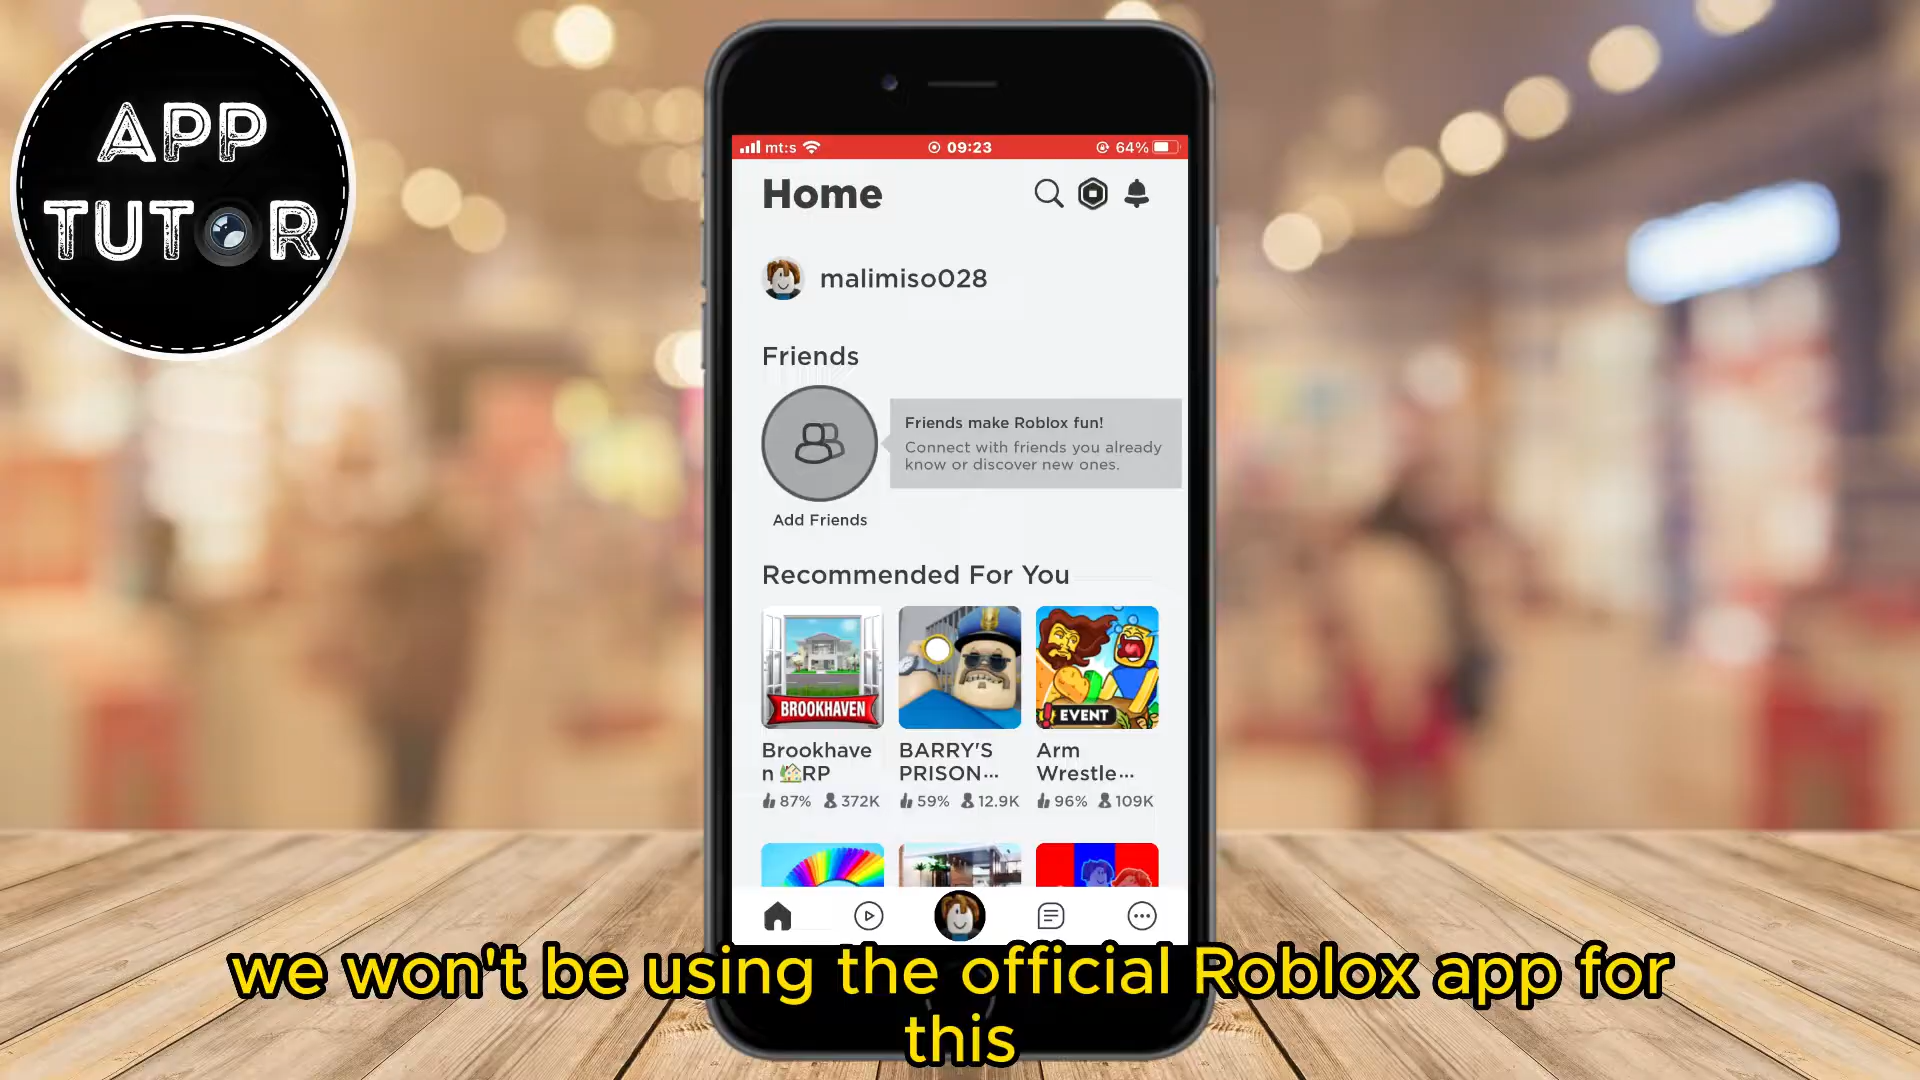 APP
TUTOR
mt:s
09:23
64%
Home
malimiso028
Friends
Friends make Roblox fun!
Connect with friends you already
know or discover new ones.
Add Friends
Recommended For You
BROOKHAVEN
EVENT
Brookhave
n 🏡RP
BARRY'S
PRISON...
Arm
Wrestle...
87% 372K
59% 12.9K
96% 109K
we won't be using the official Roblox app for
this